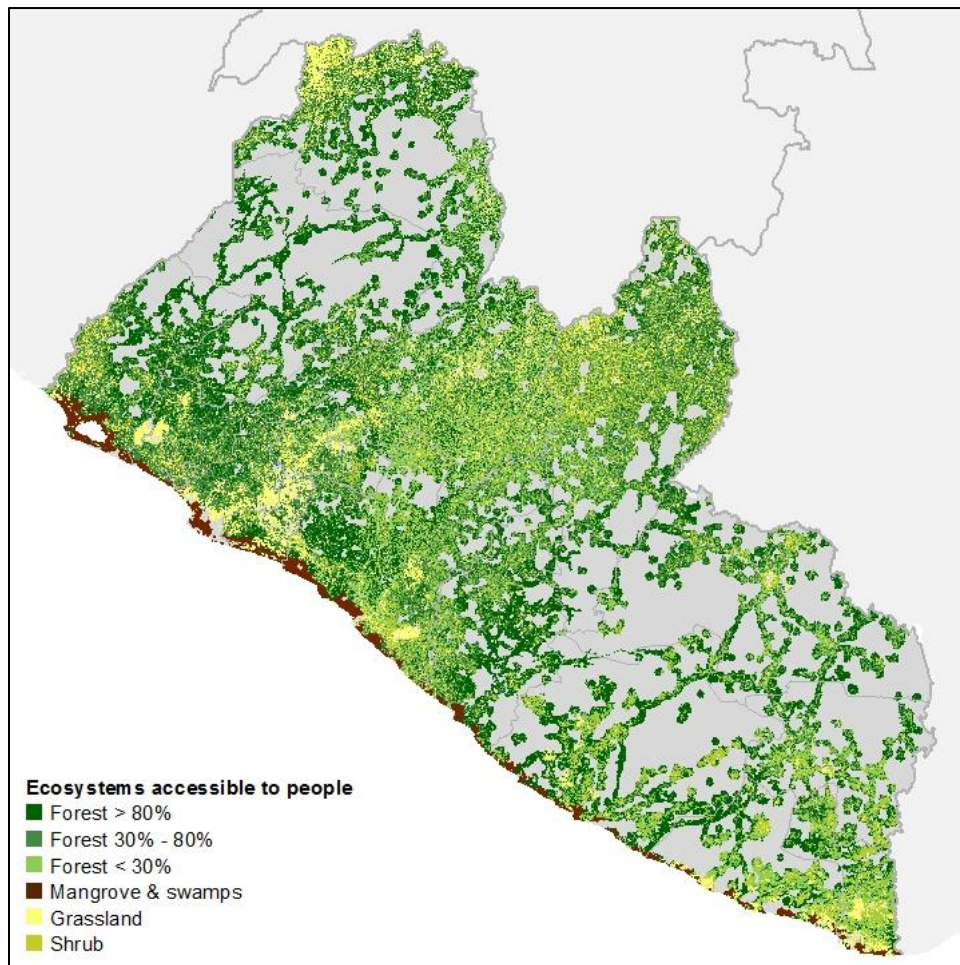 Ecosystems accessible to people
Forest > 80%
Forest 30% - 80%
Forest < 30%
Mangrove & swamps
Grassland
Shrub